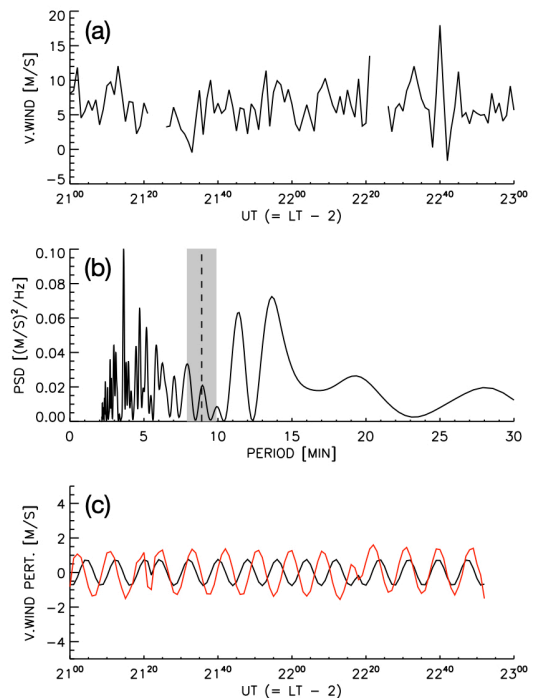 (a)
V.WIND [M/S]
20
15
10
5
0
−5
21⁰⁰ 21²⁰ 21⁴⁰ 22⁰⁰ 22²⁰ 22⁴⁰ 23⁰⁰
UT (= LT − 2)
(b)
PSD [(M/S)²/Hz]
0.10
0.08
0.06
0.04
0.02
0.00
0 5 10 15 20 25 30
PERIOD [MIN]
(c)
V.WIND PERT. [M/S]
4
2
0
−2
−4
21⁰⁰ 21²⁰ 21⁴⁰ 22⁰⁰ 22²⁰ 22⁴⁰ 23⁰⁰
UT (= LT − 2)